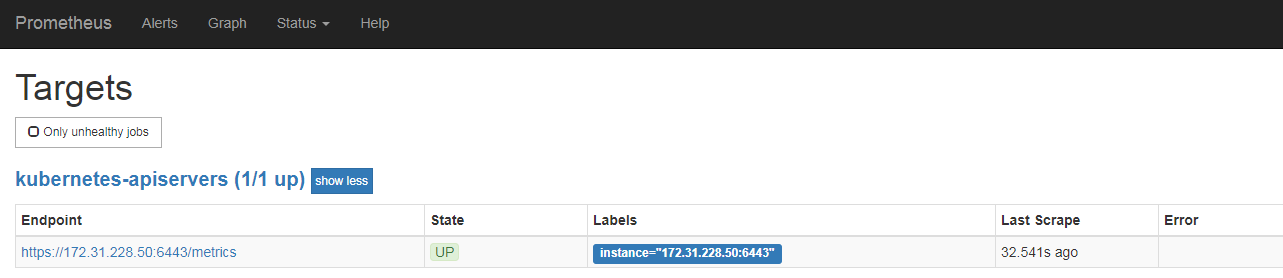 Prometheus Alerts Graph Status Help
Targets
Only unhealthy jobs
kubernetes-apiservers (1/1 up) show less
Endpoint State Labels Last Scrape Error
https://172.31.228.50:6443/metrics UP instance="172.31.228.50:6443" 32.541s ago